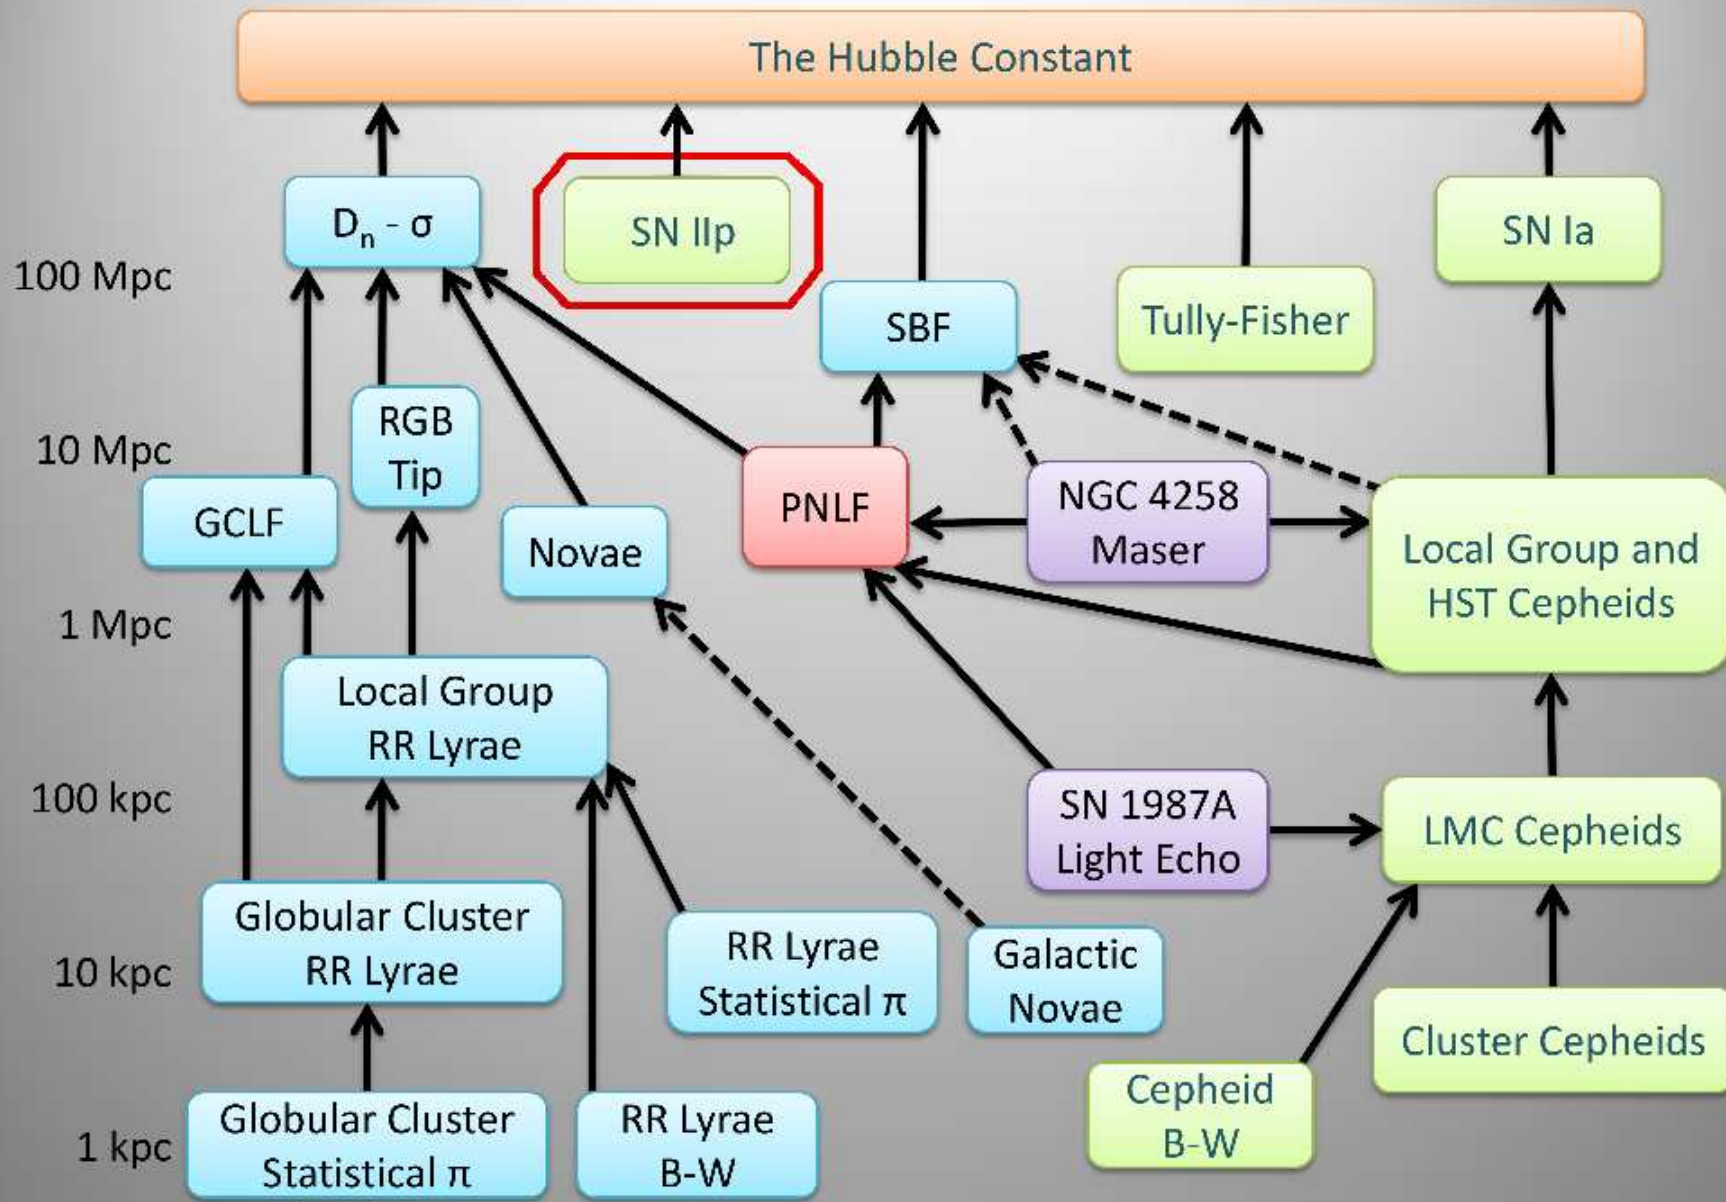 The Hubble Constant
Dn - σ
SN IIp
SN Ia
100 Mpc
SBF
Tully-Fisher
RGB
Tip
10 Mpc
GCLF
Novae
PNLF
NGC 4258
Maser
Local Group and
HST Cepheids
1 Mpc
Local Group
RR Lyrae
100 kpc
SN 1987A
Light Echo
LMC Cepheids
Globular Cluster
RR Lyrae
10 kpc
RR Lyrae
Statistical π
Galactic
Novae
Cluster Cepheids
Cepheid
B-W
Globular Cluster
Statistical π
RR Lyrae
B-W
1 kpc